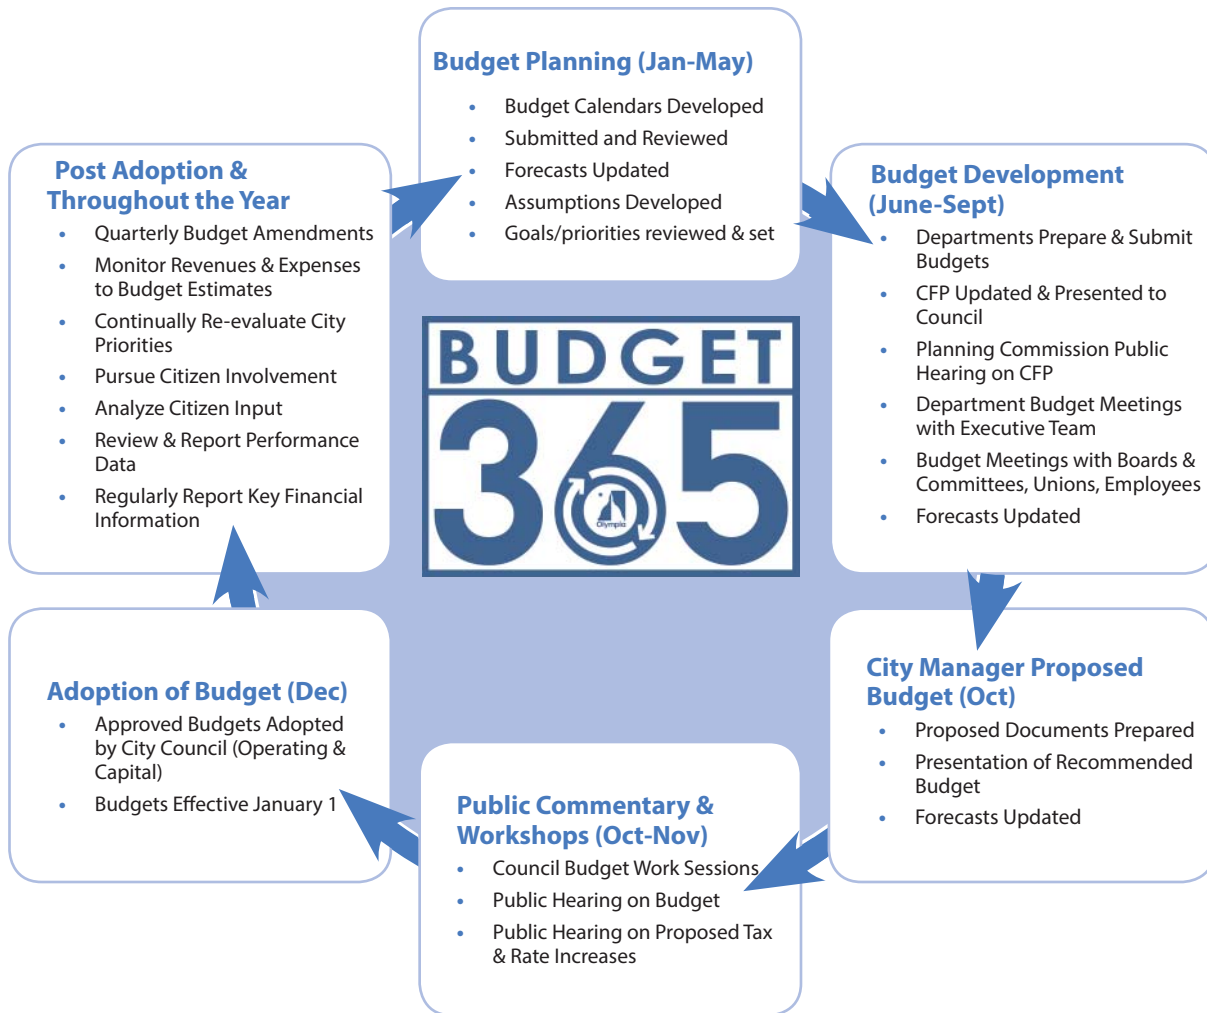 Budget Planning (Jan-May)
• Budget Calendars Developed
• Submitted and Reviewed
• Forecasts Updated
• Assumptions Developed
• Goals/priorities reviewed & set
Budget Development
(June-Sept)
• Departments Prepare & Submit
Budgets
• CFP Updated & Presented to
Council
• Planning Commission Public
Hearing on CFP
• Department Budget Meetings
with Executive Team
• Budget Meetings with Boards &
Committees, Unions, Employees
• Forecasts Updated
City Manager Proposed
Budget (Oct)
• Proposed Documents Prepared
• Presentation of Recommended
Budget
• Forecasts Updated
Public Commentary &
Workshops (Oct-Nov)
• Council Budget Work Sessions
• Public Hearing on Budget
• Public Hearing on Proposed Tax
& Rate Increases
Adoption of Budget (Dec)
• Approved Budgets Adopted
by City Council (Operating &
Capital)
• Budgets Effective January 1
Post Adoption &
Throughout the Year
• Quarterly Budget Amendments
• Monitor Revenues & Expenses
to Budget Estimates
• Continually Re-evaluate City
Priorities
• Pursue Citizen Involvement
• Analyze Citizen Input
• Review & Report Performance
Data
• Regularly Report Key Financial
Information
BUDGET
365
Olympia